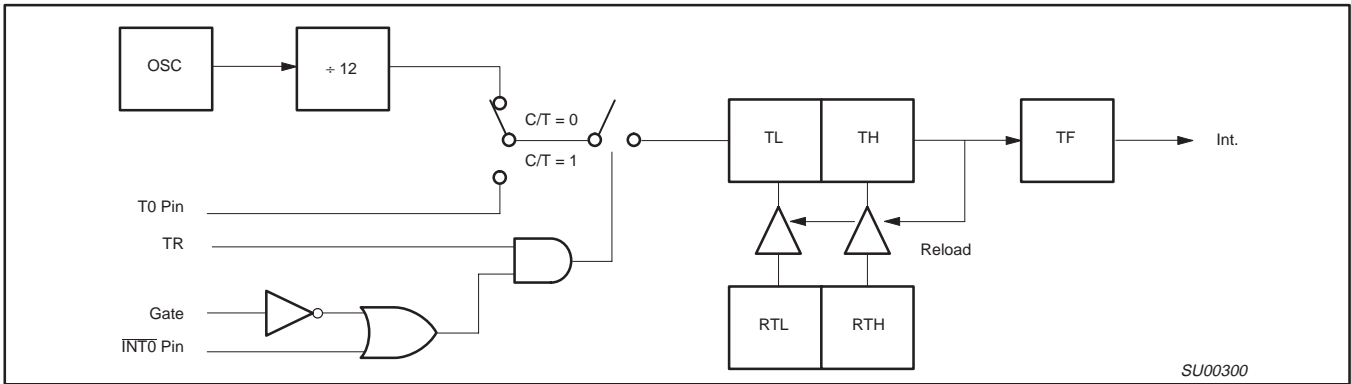 OSC
÷ 12
C/T = 0
C/T = 1
TL
TH
TF
Int.
T0 Pin
TR
Reload
Gate
INT0 Pin
RTL
RTH
SU00300